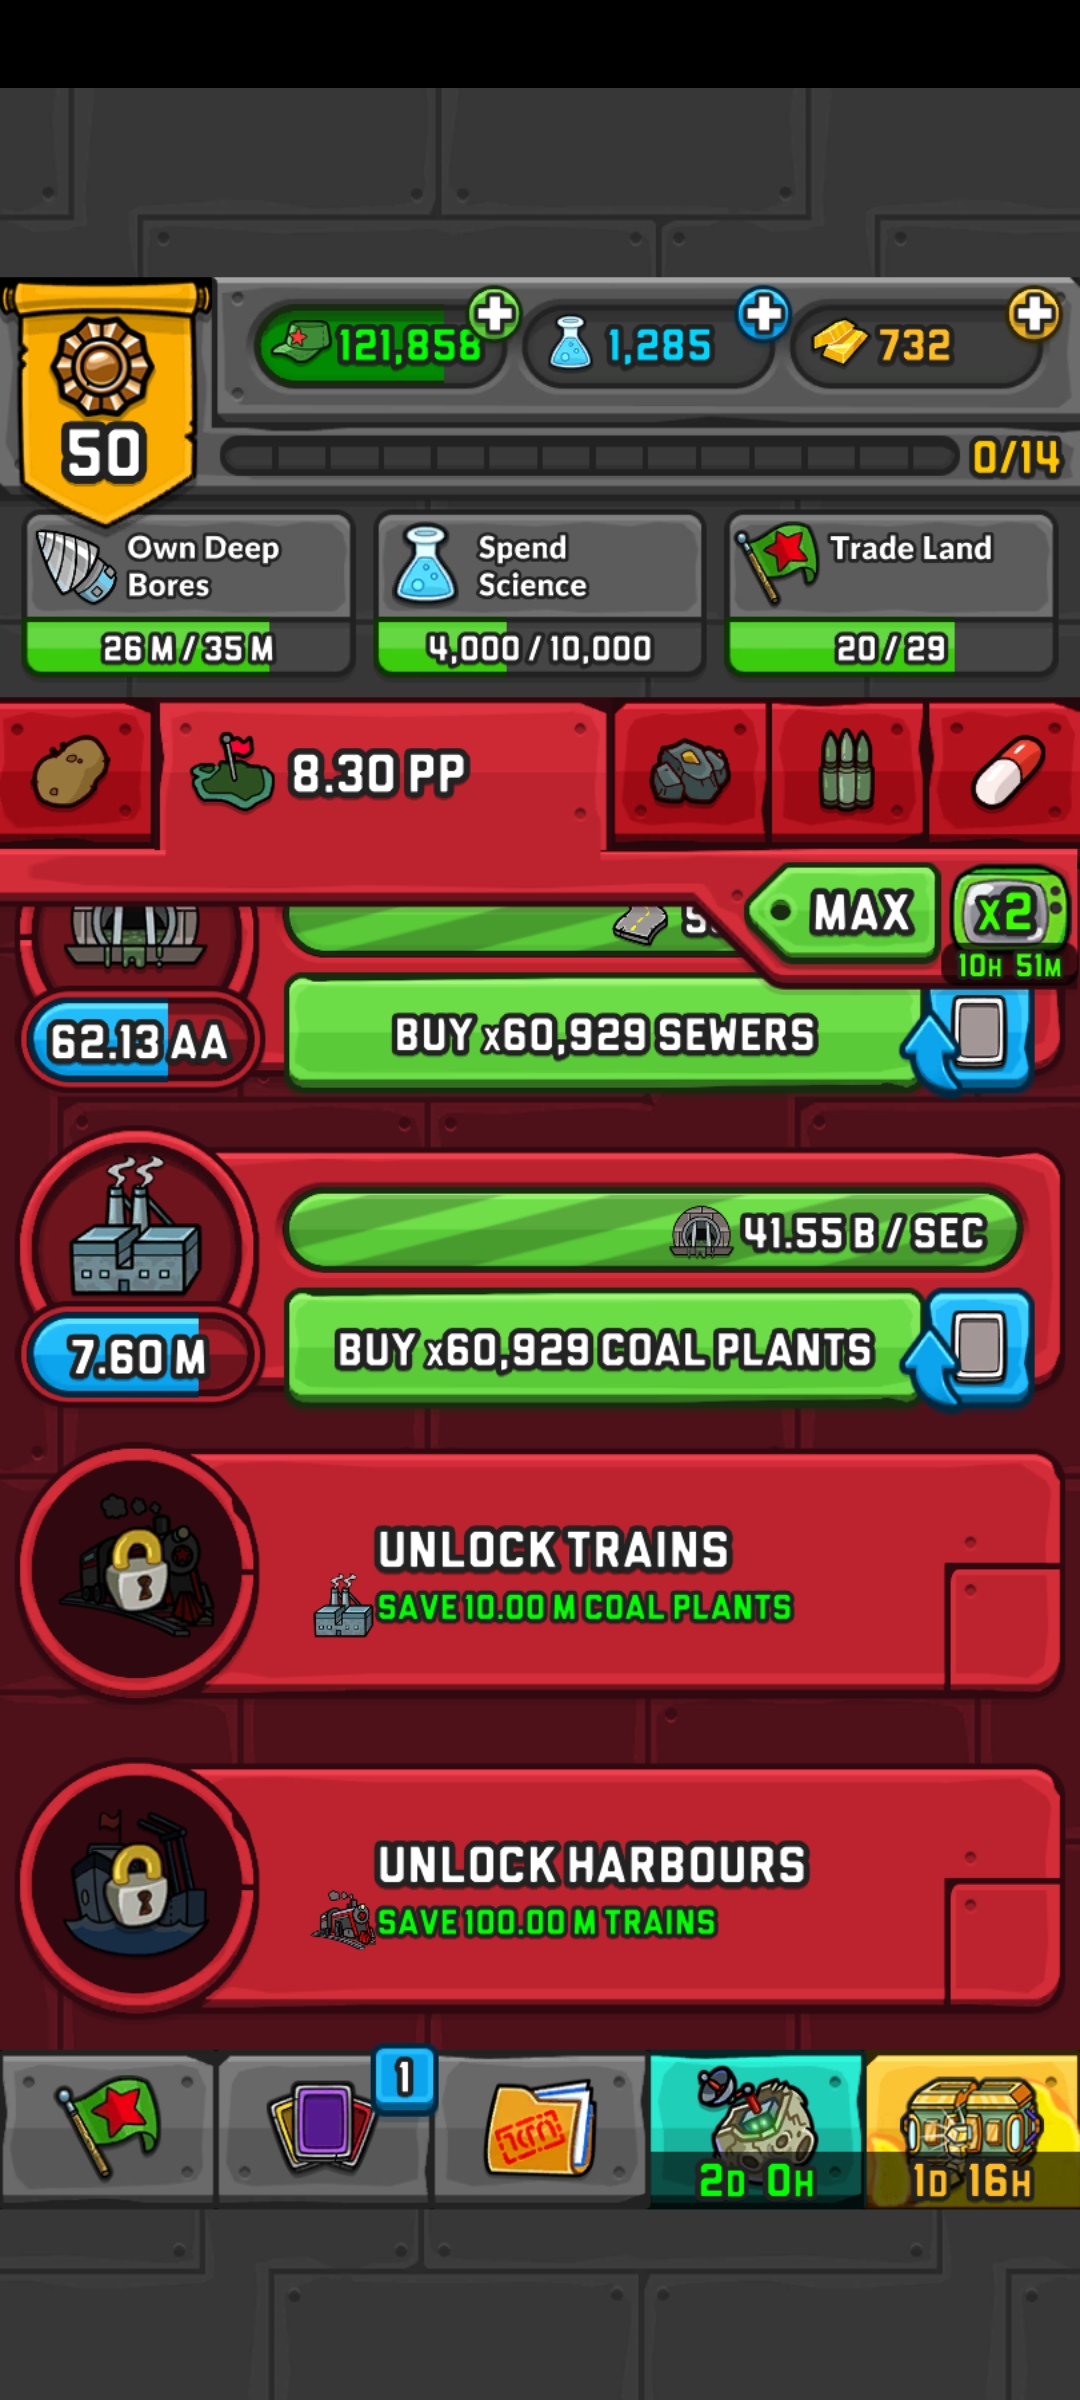 121,858
1,285
732
50
0/14
Own Deep
Bores
26 M / 35 M
Spend
Science
4,000 / 10,000
Trade Land
20 / 29
8.30 PP
MAX
x2
10H 51M
62.13 AA
BUY x60,929 SEWERS
41.55 B / SEC
7.60 M
BUY x60,929 COAL PLANTS
UNLOCK TRAINS
SAVE 10.00 M COAL PLANTS
UNLOCK HARBOURS
SAVE 100.00 M TRAINS
1
2D 0H
1D 16H